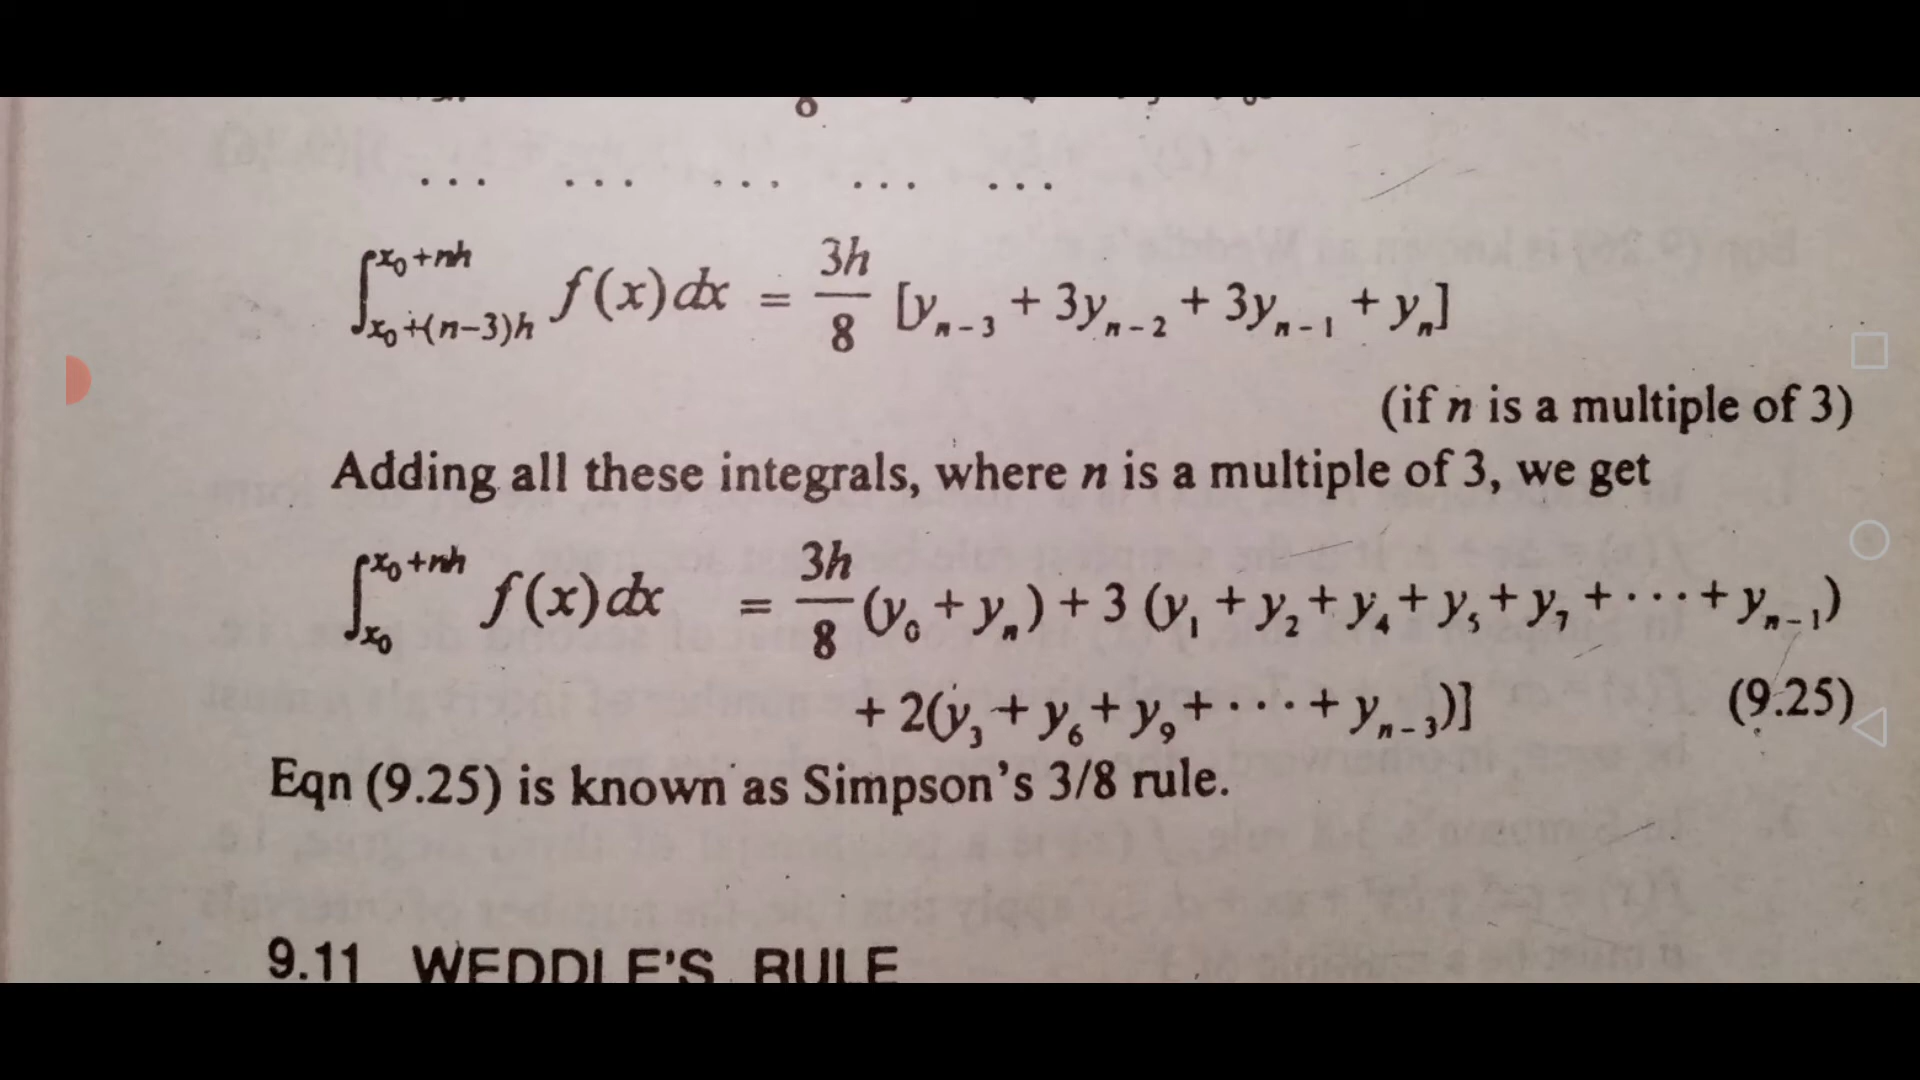 ... ... ... ... ...
∫_{x₀+(n−3)h}^{x₀+nh} f(x)dx = 3h/8 [y_{n−3} + 3y_{n−2} + 3y_{n−1} + y_n]
(if n is a multiple of 3)
Adding all these integrals, where n is a multiple of 3, we get
∫_{x₀}^{x₀+nh} f(x)dx = 3h/8 (y₀ + y_n) + 3 (y₁ + y₂ + y₄ + y₅ + y₇ + ··· + y_{n−1})
+ 2(y₃ + y₆ + y₉ + ··· + y_{n−3})] (9.25)
Eqn (9.25) is known as Simpson's 3/8 rule.
9.11 WEDDLE'S RULE